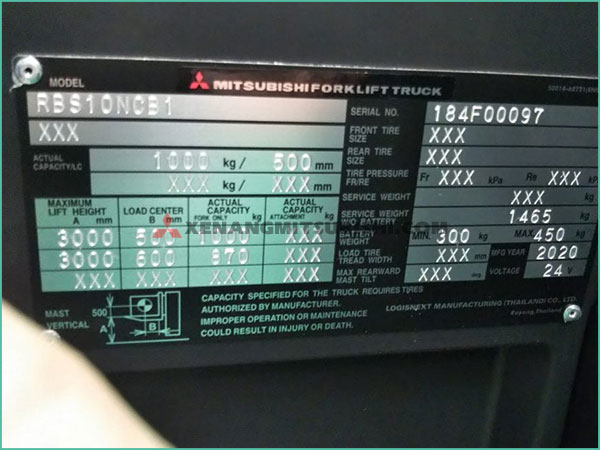 MITSUBISHI FORKLIFT TRUCK
MODEL
RBS10NCB1
XXX
ACTUAL CAPACITY/LC
1000 kg / 500 mm
XXX kg / XXX mm
MAXIMUM LIFT HEIGHT A mm
LOAD CENTER B mm
ACTUAL CAPACITY FORK ONLY kg
ACTUAL CAPACITY ATTACHMENT kg
3000 XXX
3000 600 870 XXX
XXX XXX XXX XXX
MAST VERTICAL
500
A
B
CAPACITY SPECIFIED FOR THE TRUCK REQUIRES TIRES
AUTHORIZED BY MANUFACTURER.
IMPROPER OPERATION OR MAINTENANCE
COULD RESULT IN INJURY OR DEATH.
SERIAL NO. 184F00097
FRONT TIRE SIZE XXX
REAR TIRE SIZE XXX
TIRE PRESSURE FR/RE Fr XXX kPa Re XXX kPa
SERVICE WEIGHT XXX kg
SERVICE WEIGHT W/O BATTERY 1465 kg
BATTERY WEIGHT MIN. 300 kg MAX 450 kg
LOAD TIRE TREAD WIDTH XXX mm MFG YEAR 2020
MAX REARWARD MAST TILT XXX deg. VOLTAGE 24 V
LOGISNEXT MANUFACTURING (THAILAND) CO., LTD.
Rayong, Thailand
XENANGMITSUBISHI.COM